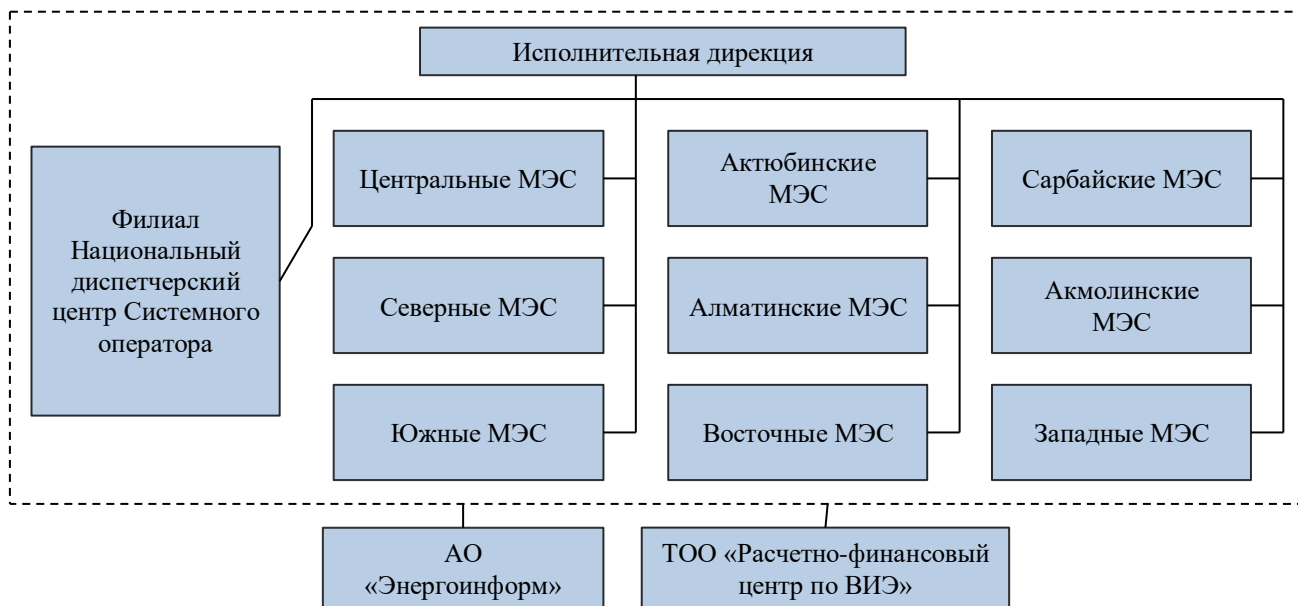 Исполнительная дирекция
Филиал
Национальный
диспетчерский
центр Системного
оператора
Центральные МЭС
Актюбинские
МЭС
Сарбайские МЭС
Северные МЭС
Алматинские МЭС
Акмолинские
МЭС
Южные МЭС
Восточные МЭС
Западные МЭС
АО
«Энергоинформ»
ТОО «Расчетно-финансовый
центр по ВИЭ»